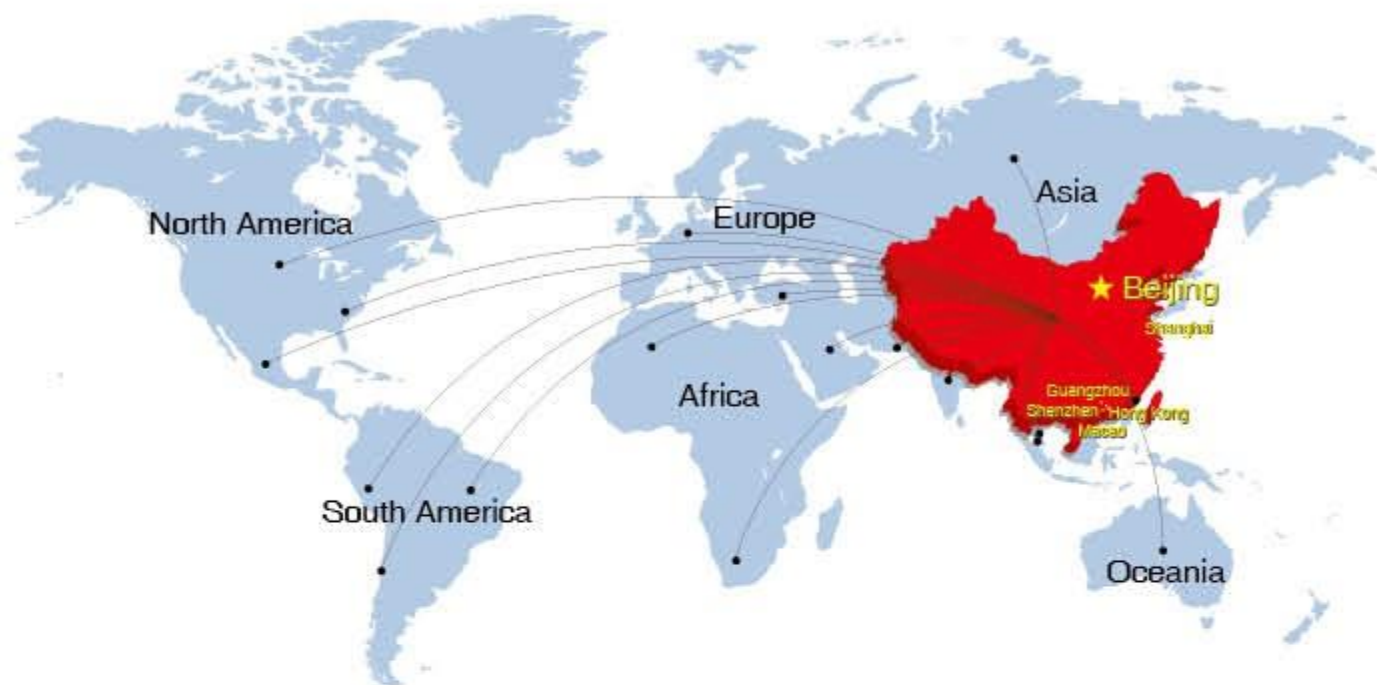 Asia
North America
Europe
Beijing
Shanghai
Africa
Guangzhou
Shenzhen Hong Kong
Macao
South America
Oceania